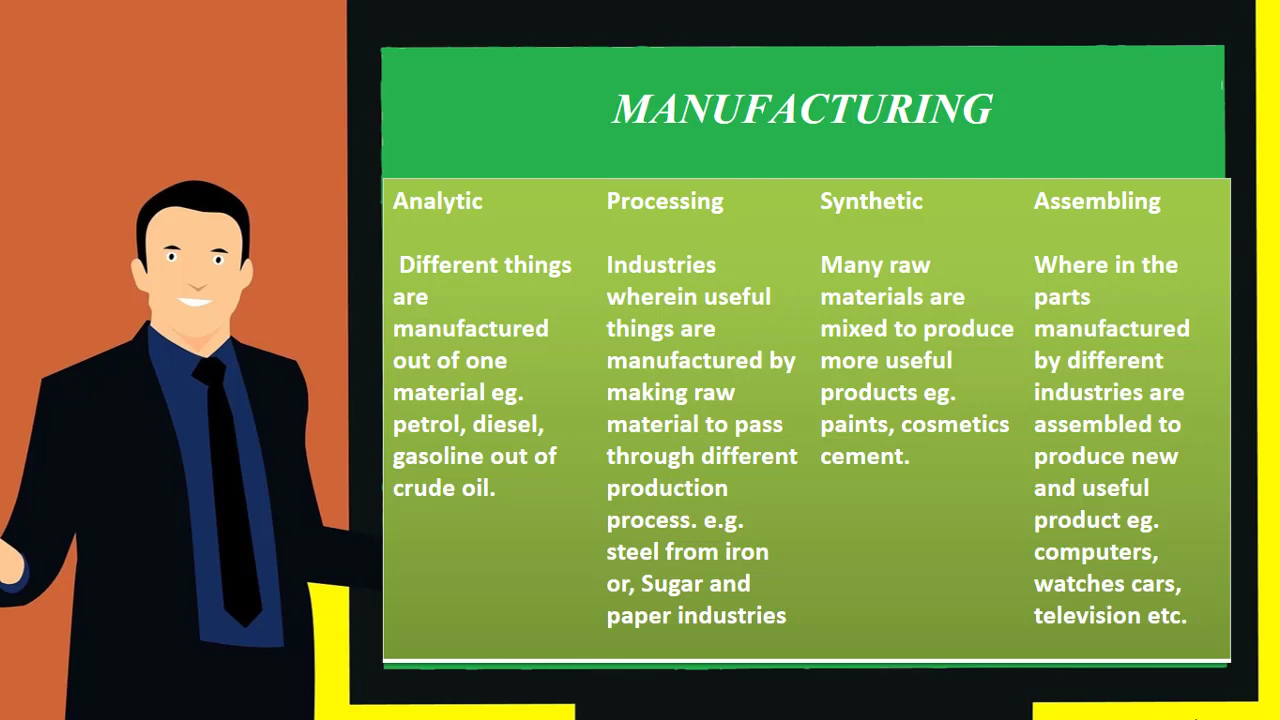 MANUFACTURING
Analytic
Different things
are
manufactured
out of one
material eg.
petrol, diesel,
gasoline out of
crude oil.
Processing
Industries
wherein useful
things are
manufactured by
making raw
material to pass
through different
production
process. e.g.
steel from iron
or, Sugar and
paper industries
Synthetic
Many raw
materials are
mixed to produce
more useful
products eg.
paints, cosmetics
cement.
Assembling
Where in the
parts
manufactured
by different
industries are
assembled to
produce new
and useful
product eg.
computers,
watches cars,
television etc.